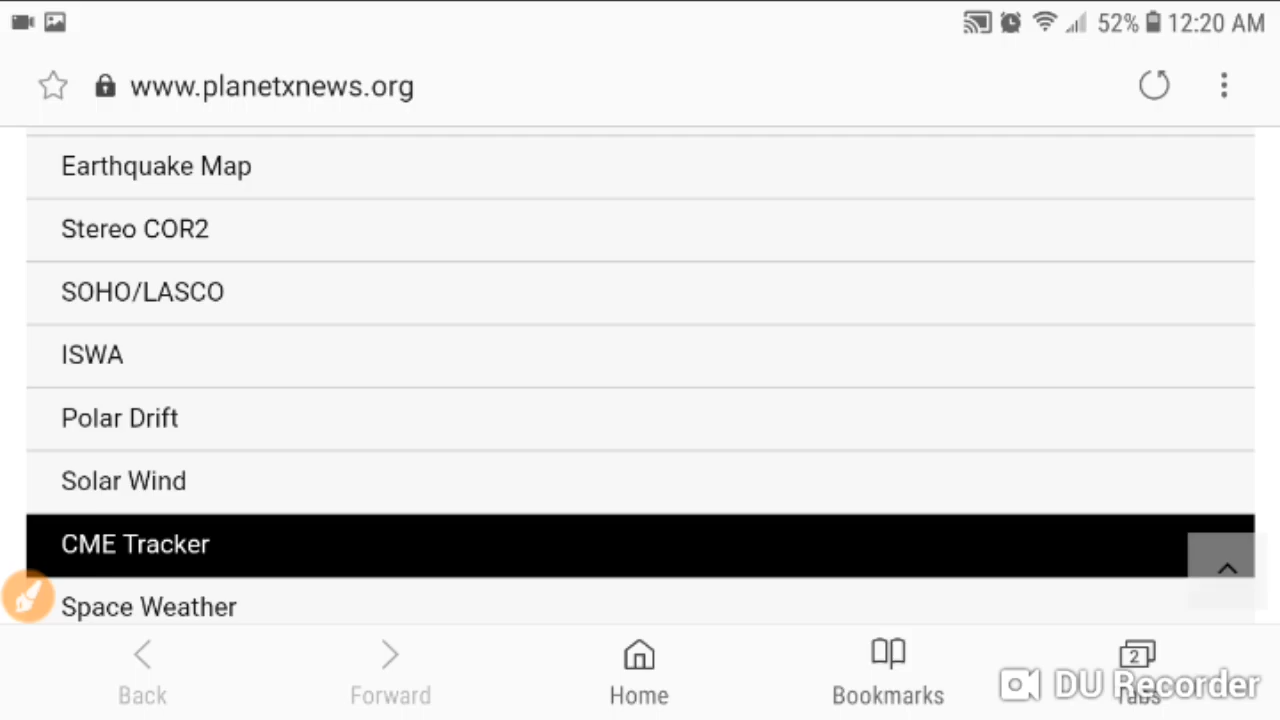 52% 12:20 AM
www.planetxnews.org
Earthquake Map
Stereo COR2
SOHO/LASCO
ISWA
Polar Drift
Solar Wind
CME Tracker
Space Weather
2
Back Forward Home Bookmarks Tabs
DU Recorder